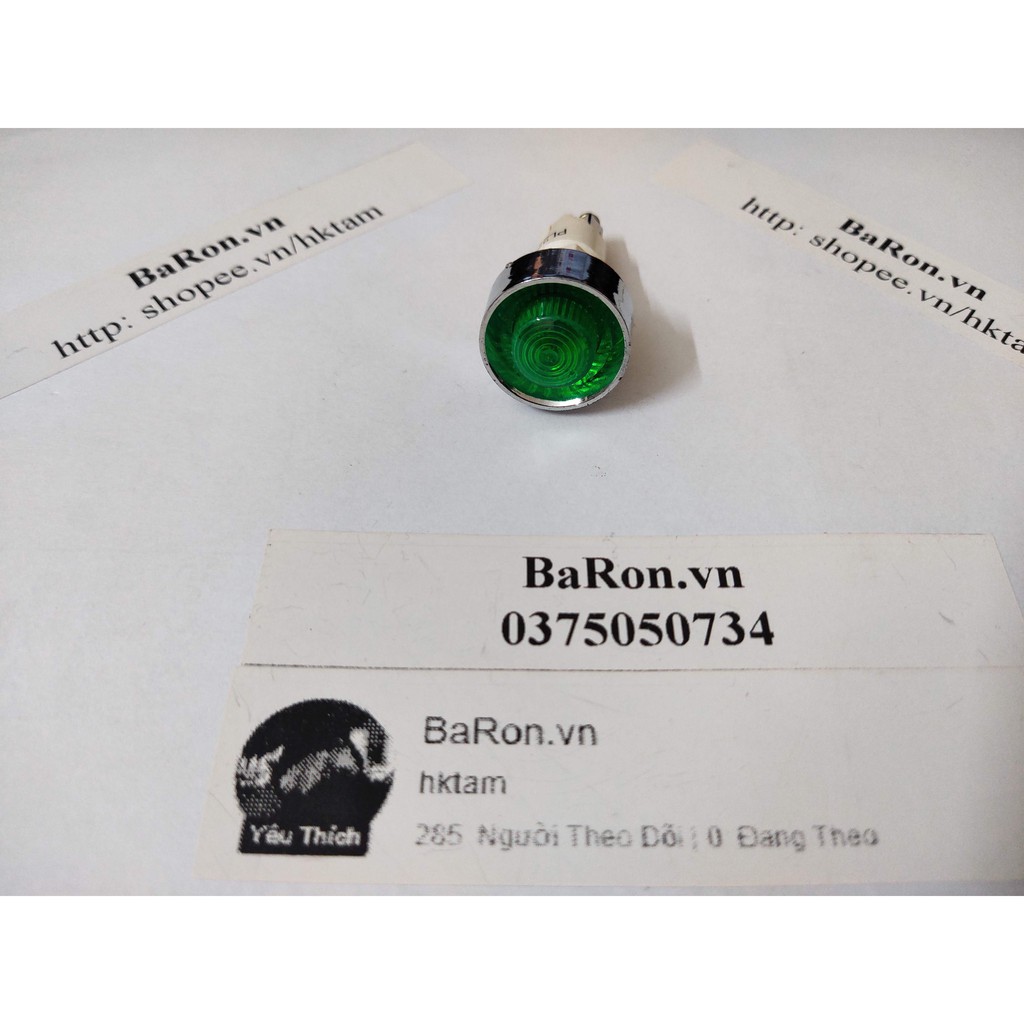 BaRon.vn
http: shopee.vn/hktam
BaRon.vn
http: shopee.vn/hkta
BaRon.vn
0375050734
BaRon.vn
hktam
285 Người Theo Dõi | 0 Đang Theo
Yêu Thích